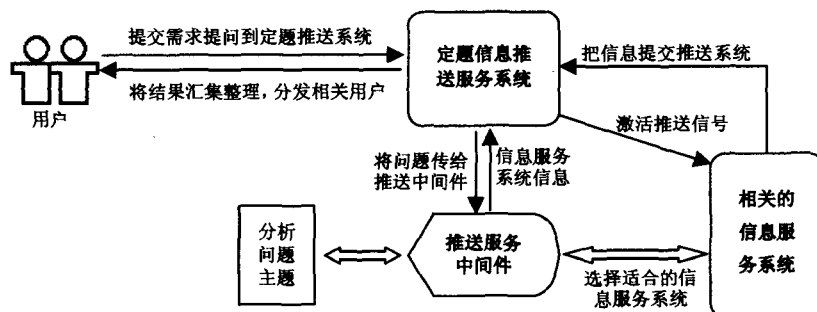 提交需求提问到定题推送系统
将结果汇集整理，分发相关用户
用户
定题信息推
送服务系统
把信息提交推送系统
激活推送信号
将问题传给
推送中间件
信息服务
系统信息
相关的
信息服
务系统
分析
问题
主题
推送服务
中间件
选择适合的信
息服务系统